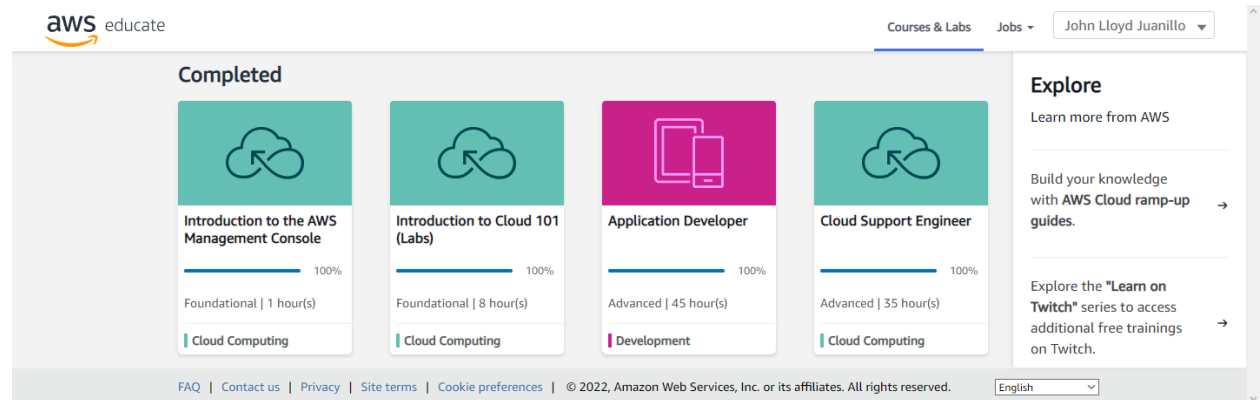 aws educate
Courses & Labs
Jobs
John Lloyd Juanillo
Completed
Introduction to the AWS
Management Console
100%
Foundational | 1 hour(s)
Cloud Computing
Introduction to Cloud 101
(Labs)
100%
Foundational | 8 hour(s)
Cloud Computing
Application Developer
100%
Advanced | 45 hour(s)
Development
Cloud Support Engineer
100%
Advanced | 35 hour(s)
Cloud Computing
Explore
Learn more from AWS
Build your knowledge
with AWS Cloud ramp-up
guides.
Explore the "Learn on
Twitch" series to access
additional free trainings
on Twitch.
FAQ | Contact us | Privacy | Site terms | Cookie preferences | © 2022, Amazon Web Services, Inc. or its affiliates. All rights reserved.
English